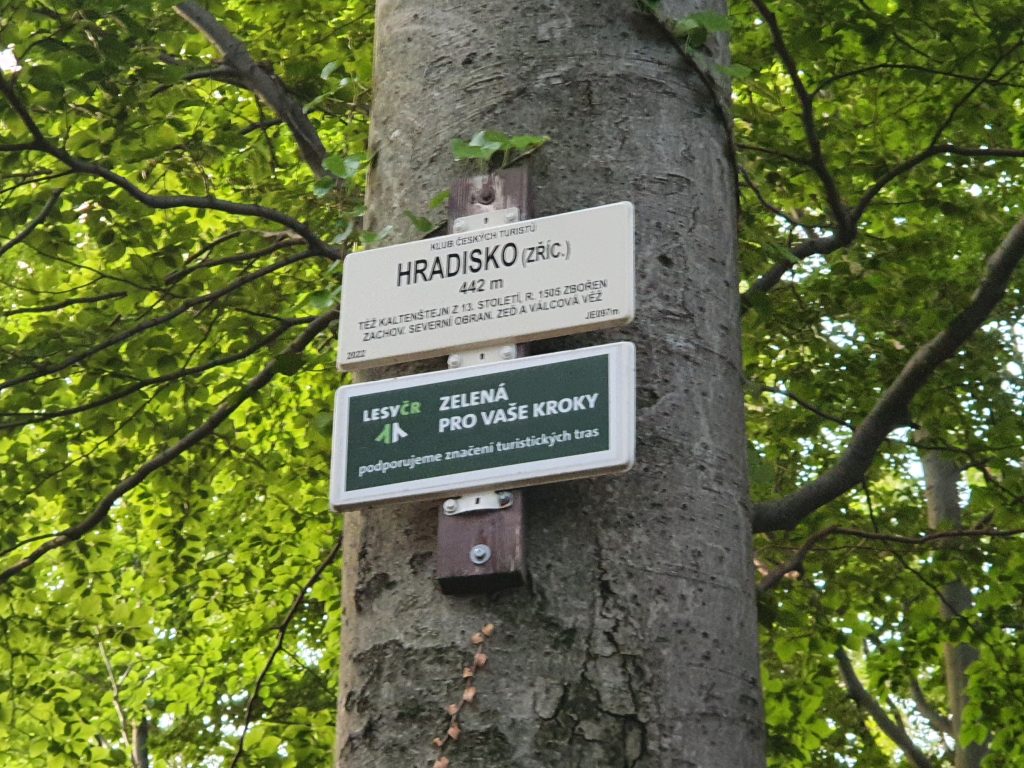 KLUB ČESKÝCH TURISTŮ
HRADISKO (ZŘÍC.)
442 m
TÉŽ KALTENŠTEJN Z 13. STOLETÍ, R. 1505 ZBOŘEN
ZACHOV. SEVERNÍ OBRAN. ZEĎ A VÁLCOVÁ VĚŽ
2022
JE097m
LESYČR
ZELENÁ
PRO VAŠE KROKY
podporujeme značení turistických tras